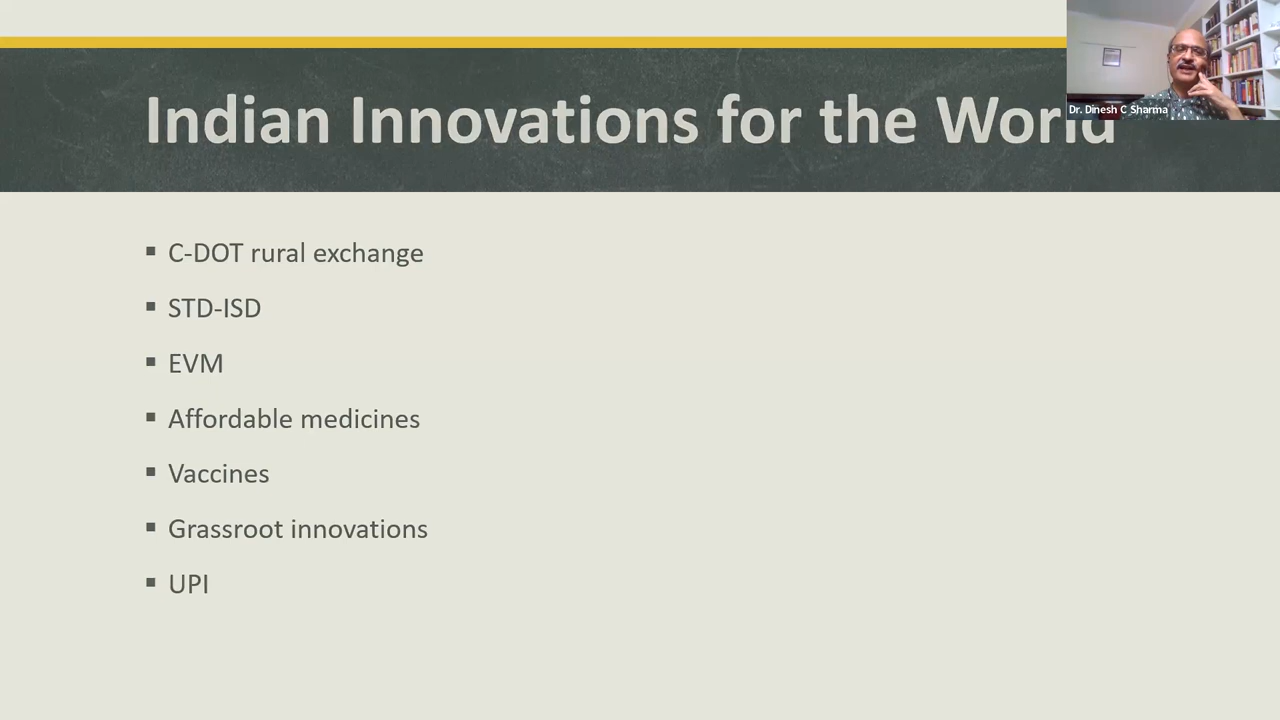 Indian Innovations for the World
Dr. Dinesh C Sharma
▪ C-DOT rural exchange
▪ STD-ISD
▪ EVM
▪ Affordable medicines
▪ Vaccines
▪ Grassroot innovations
▪ UPI